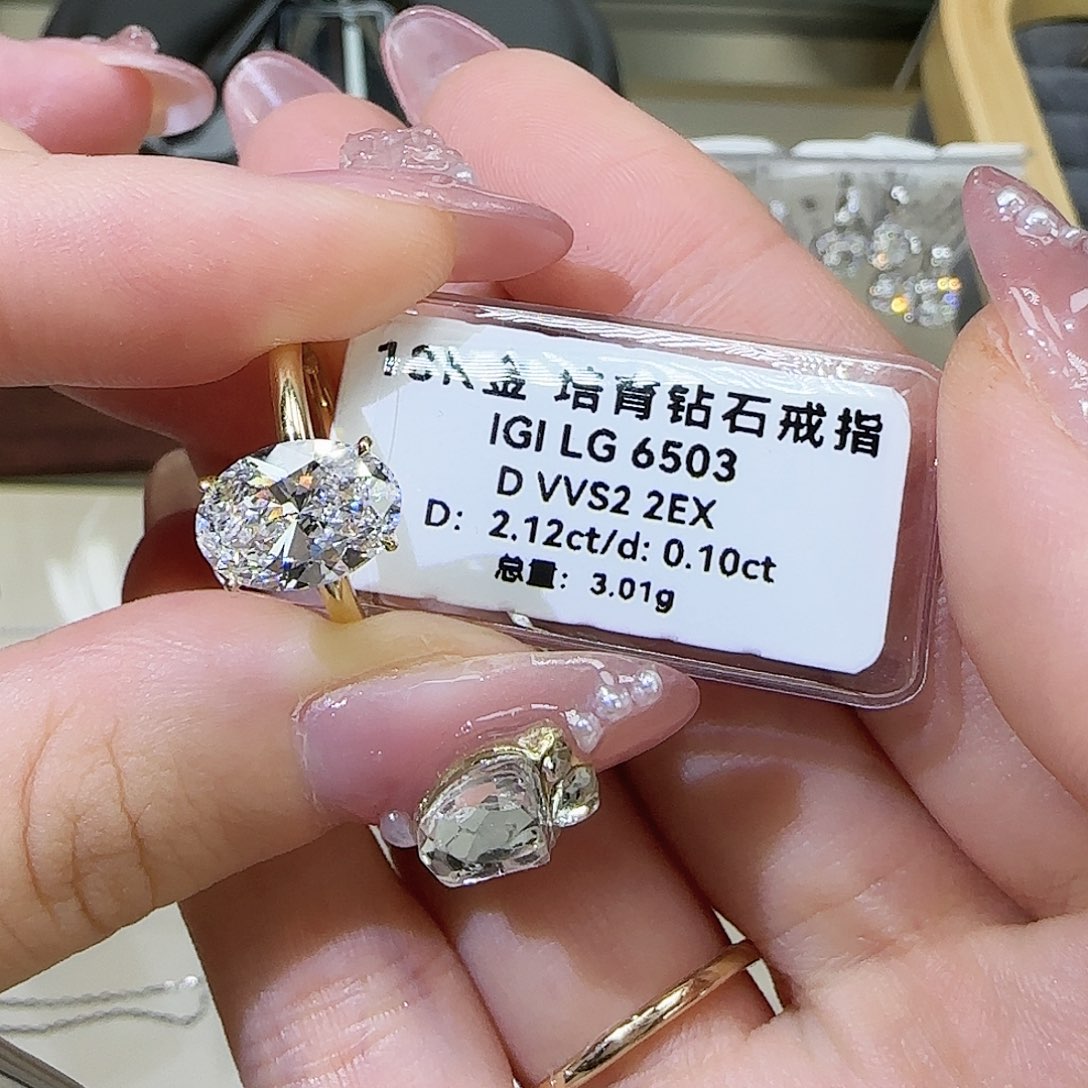 18K金 培育钻石戒指
IGI LG 6503
D VVS2 2EX
D: 2.12ct/d: 0.10ct
总重: 3.01g